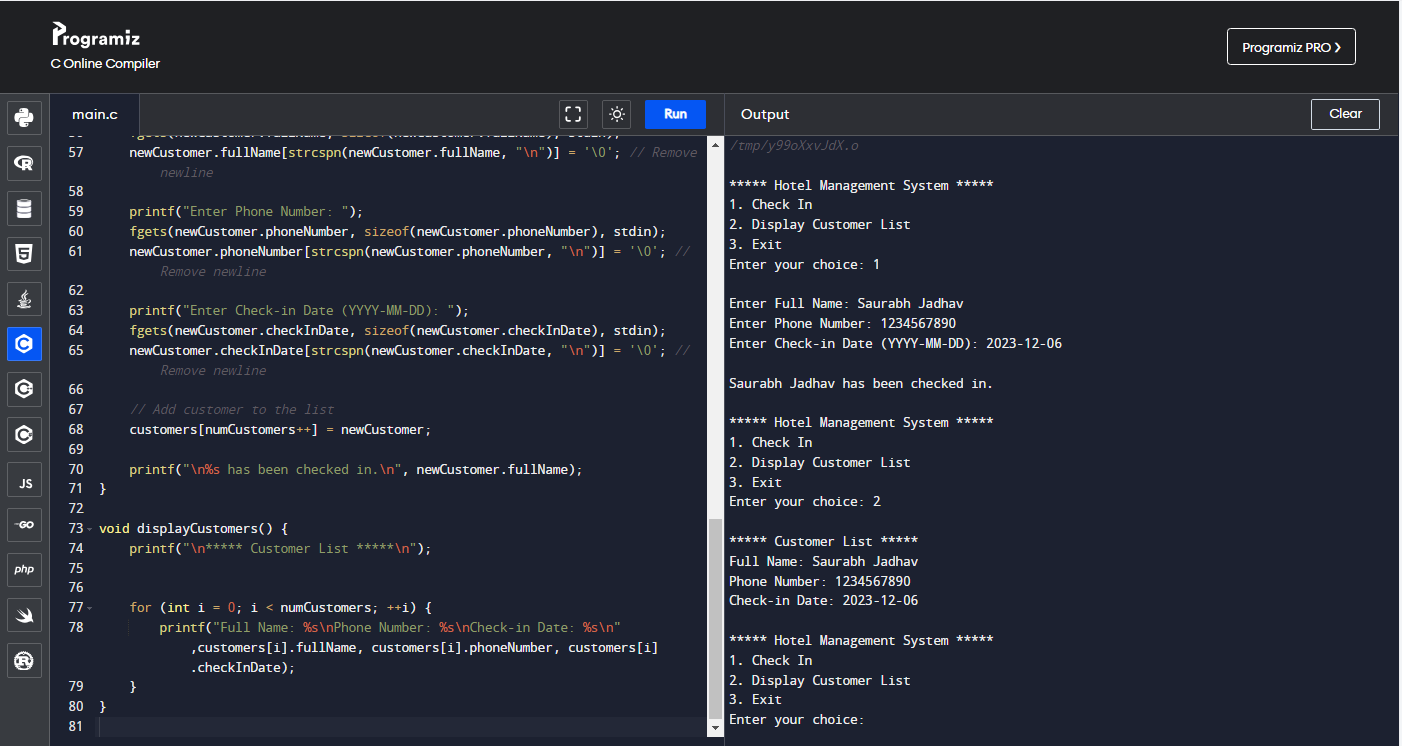 Programiz
C Online Compiler
Programiz PRO ❯
main.c
Run
Output
Clear
57 newCustomer.fullName[strcspn(newCustomer.fullName, "\n")] = '\0'; // Remove
newline
58
59 printf("Enter Phone Number: ");
60 fgets(newCustomer.phoneNumber, sizeof(newCustomer.phoneNumber), stdin);
61 newCustomer.phoneNumber[strcspn(newCustomer.phoneNumber, "\n")] = '\0'; //
Remove newline
62
63 printf("Enter Check-in Date (YYYY-MM-DD): ");
64 fgets(newCustomer.checkInDate, sizeof(newCustomer.checkInDate), stdin);
65 newCustomer.checkInDate[strcspn(newCustomer.checkInDate, "\n")] = '\0'; //
Remove newline
66
67 // Add customer to the list
68 customers[numCustomers++] = newCustomer;
69
70 printf("\n%s has been checked in.\n", newCustomer.fullName);
71 }
72
73 void displayCustomers() {
74 printf("\n***** Customer List *****\n");
75
76
77 for (int i = 0; i < numCustomers; ++i) {
78 printf("Full Name: %s\nPhone Number: %s\nCheck-in Date: %s\n"
,customers[i].fullName, customers[i].phoneNumber, customers[i]
.checkInDate);
79 }
80 }
81
/tmp/y99oXxvJdX.o
***** Hotel Management System *****
1. Check In
2. Display Customer List
3. Exit
Enter your choice: 1
Enter Full Name: Saurabh Jadhav
Enter Phone Number: 1234567890
Enter Check-in Date (YYYY-MM-DD): 2023-12-06
Saurabh Jadhav has been checked in.
***** Hotel Management System *****
1. Check In
2. Display Customer List
3. Exit
Enter your choice: 2
***** Customer List *****
Full Name: Saurabh Jadhav
Phone Number: 1234567890
Check-in Date: 2023-12-06
***** Hotel Management System *****
1. Check In
2. Display Customer List
3. Exit
Enter your choice:
R
5
C
C
C
JS
GO
php
R